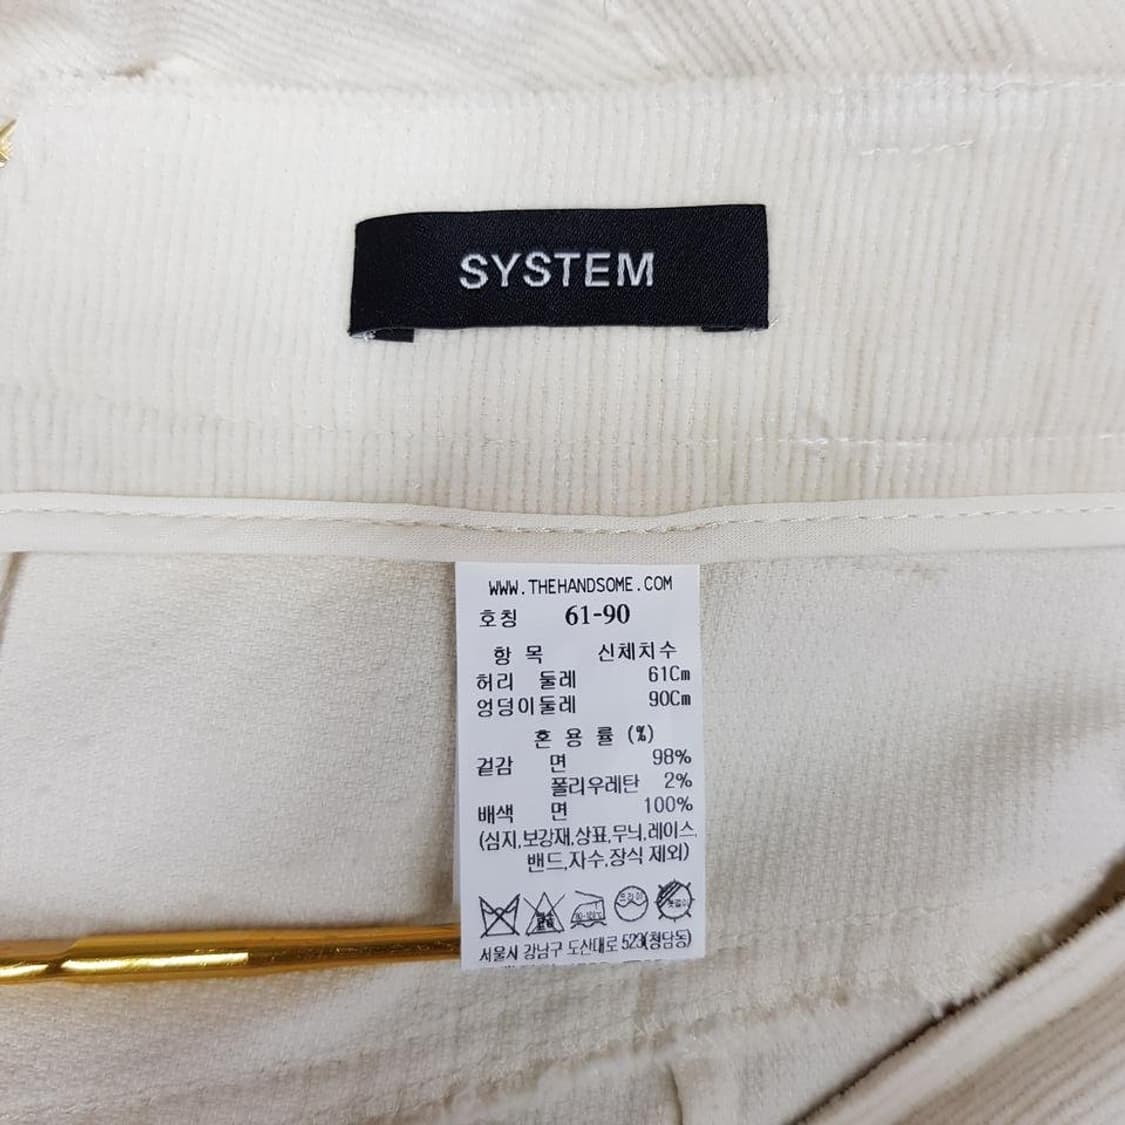 SYSTEM
WWW.THEHANDSOME.COM
호칭 61-90
항 목 신체치수
허리 둘레 61Cm
엉덩이둘레 90Cm
혼 용 률 (%)
겉감 면 98%
폴리우레탄 2%
배색 면 100%
(심지,보강재,상표,무늬,레이스,
밴드,자수,장식 제외)
드라이
서울시 강남구 도산대로 523(청담동)